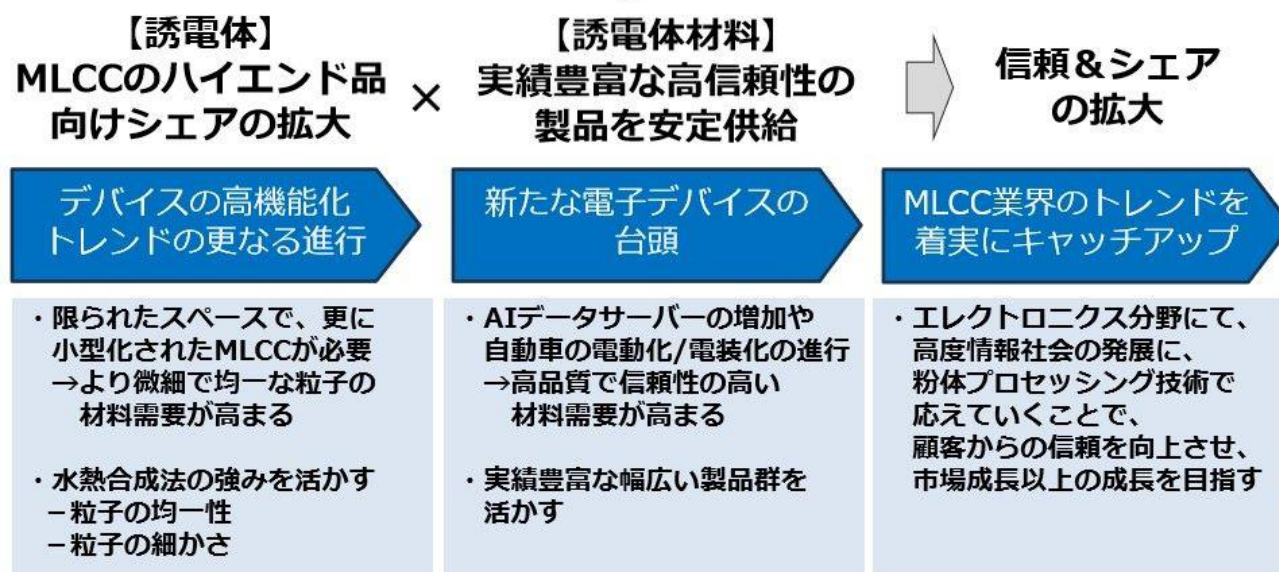 【誘電体】
MLCCのハイエンド品
向けシェアの拡大
×
【誘電体材料】
実績豊富な高信頼性の
製品を安定供給
信頼＆シェア
の拡大
デバイスの高機能化
トレンドの更なる進行
・限られたスペースで、更に
小型化されたMLCCが必要
→より微細で均一な粒子の
材料需要が高まる
・水熱合成法の強みを活かす
－粒子の均一性
－粒子の細かさ
新たな電子デバイスの
台頭
・AIデータサーバーの増加や
自動車の電動化/電装化の進行
→高品質で信頼性の高い
材料需要が高まる
・実績豊富な幅広い製品群を
活かす
MLCC業界のトレンドを
着実にキャッチアップ
・エレクトロニクス分野にて、
高度情報社会の発展に、
粉体プロセッシング技術で
応えていくことで、
顧客からの信頼を向上させ、
市場成長以上の成長を目指す